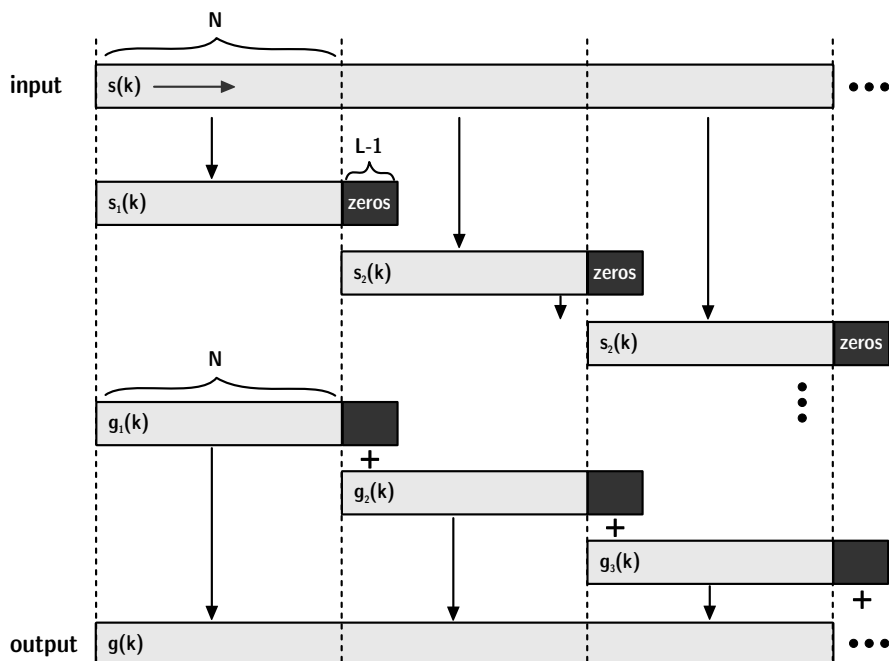 N
input s(k)
L-1
s₁(k) zeros
s₂(k) zeros
s₂(k) zeros
N
g₁(k)
+
g₂(k)
+
g₃(k)
+
output g(k)